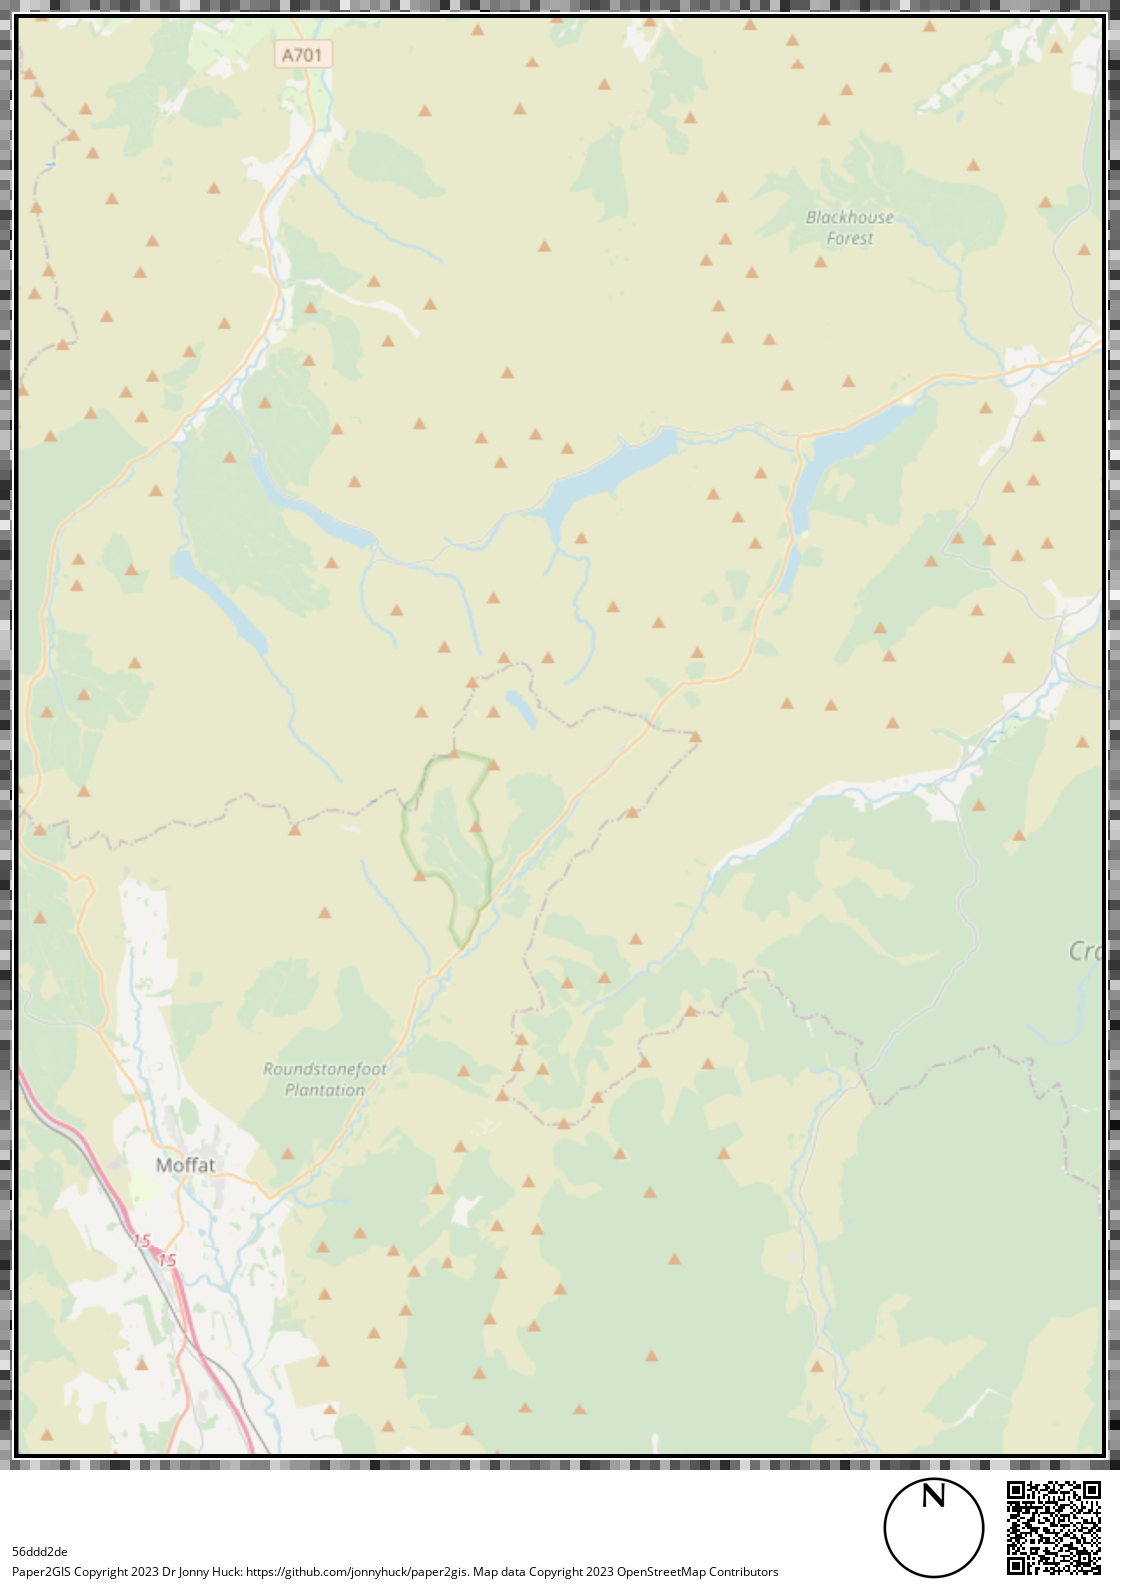 A701
Blackhouse
Forest
Cra
Roundstonefoot
Plantation
Moffat
15
15
N
56ddd2de
Paper2GIS Copyright 2023 Dr Jonny Huck: https://github.com/jonnyhuck/paper2gis. Map data Copyright 2023 OpenStreetMap Contributors